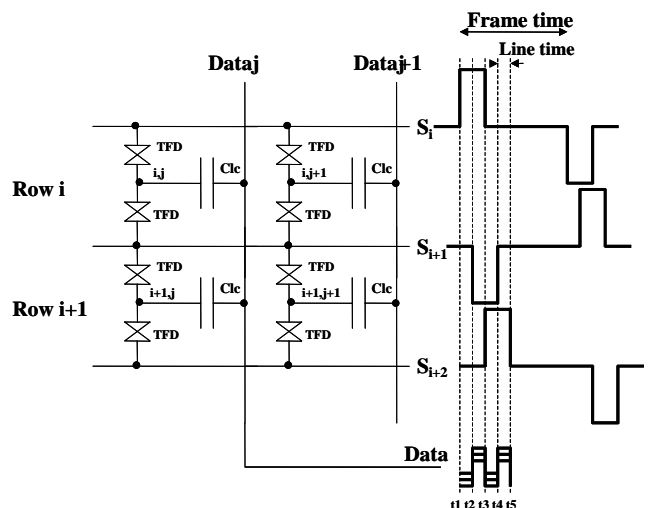 Frame time
Line time
Dataj
Dataj+1
Si
TFD
TFD
i,j
Clc
i,j+1
Clc
Row i
TFD
TFD
Si+1
TFD
TFD
i+1,j
Clc
i+1,j+1
Clc
Row i+1
TFD
TFD
Si+2
Data
t1 t2 t3 t4 t5